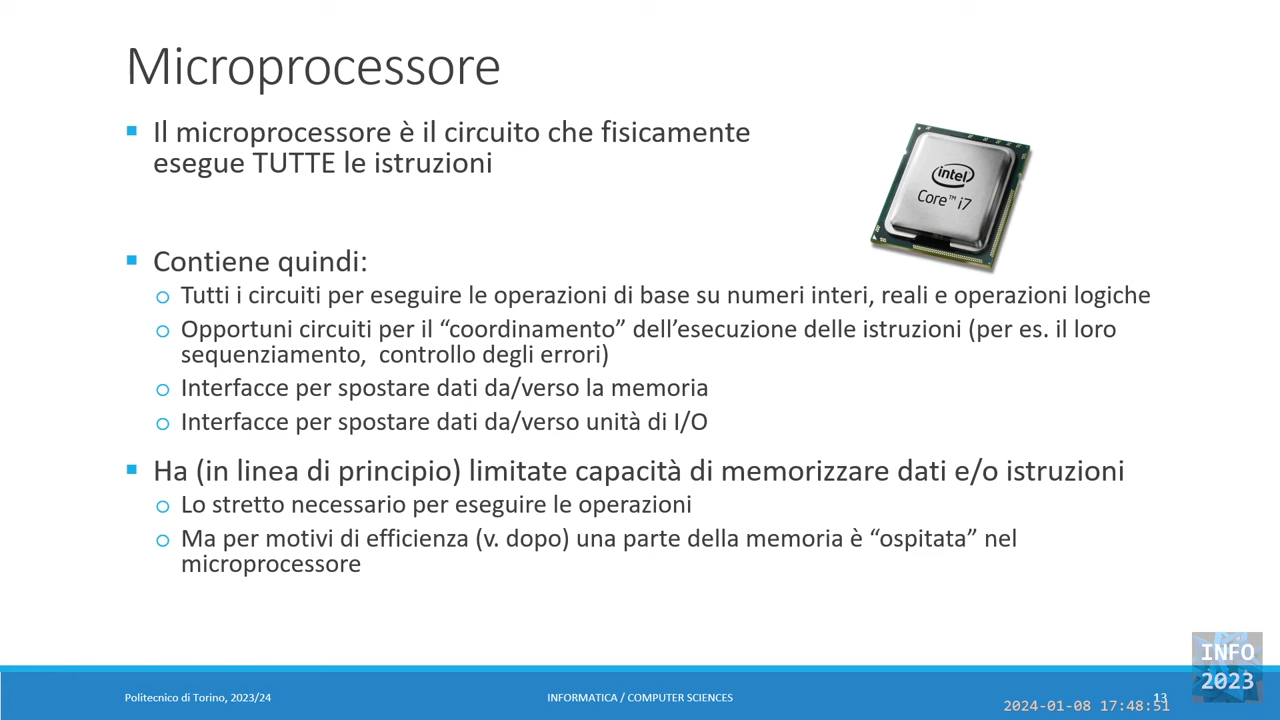 Microprocessore
Il microprocessore è il circuito che fisicamente
esegue TUTTE le istruzioni
intel
Core™ i7
Contiene quindi:
Tutti i circuiti per eseguire le operazioni di base su numeri interi, reali e operazioni logiche
Opportuni circuiti per il “coordinamento” dell’esecuzione delle istruzioni (per es. il loro
sequenziamento, controllo degli errori)
Interfacce per spostare dati da/verso la memoria
Interfacce per spostare dati da/verso unità di I/O
Ha (in linea di principio) limitate capacità di memorizzare dati e/o istruzioni
Lo stretto necessario per eseguire le operazioni
Ma per motivi di efficienza (v. dopo) una parte della memoria è “ospitata” nel
microprocessore
INFO
2023
Politecnico di Torino, 2023/24
INFORMATICA / COMPUTER SCIENCES
13
2024-01-08 17:48:51